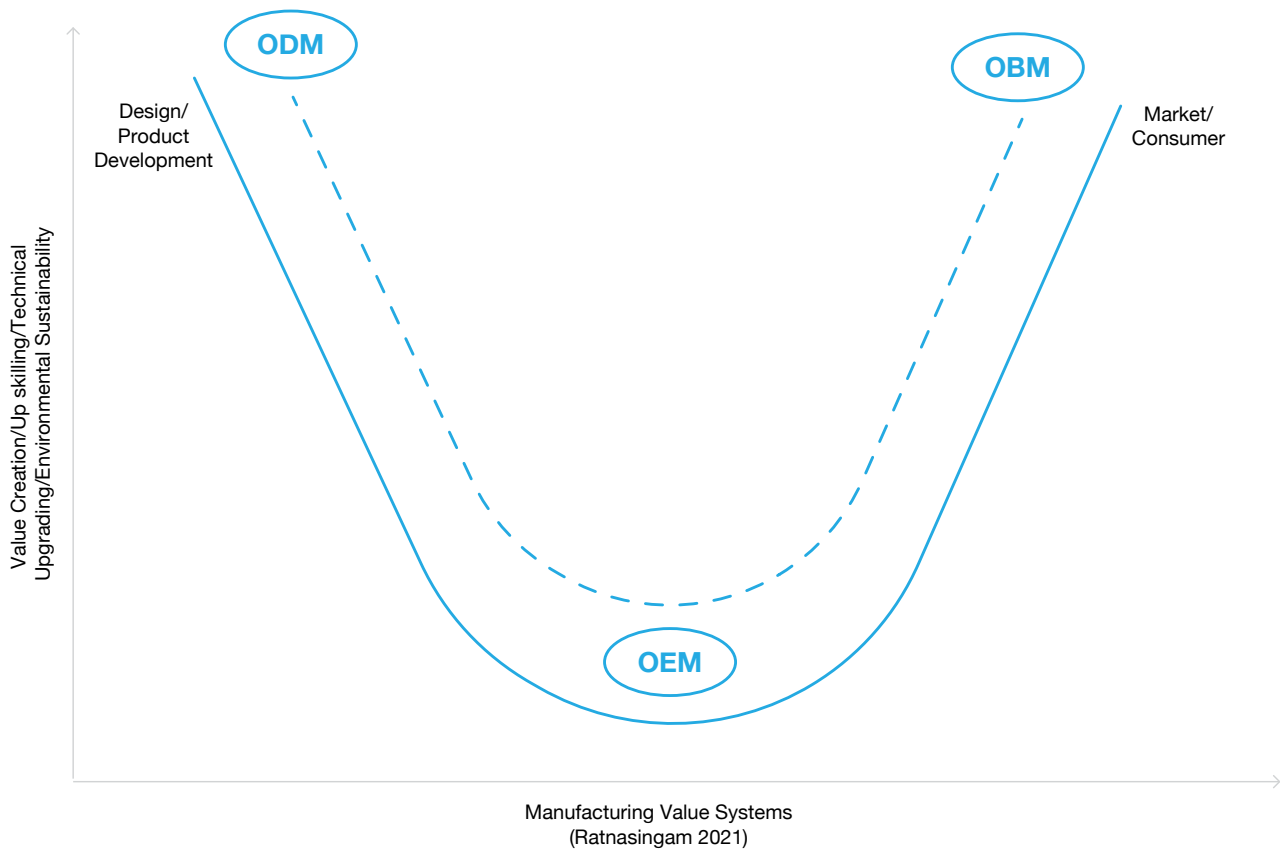 ODM
OBM
Design/
Product
Development
Market/
Consumer
Value Creation/Up skilling/Technical
Upgrading/Environmental Sustainability
OEM
Manufacturing Value Systems
(Ratnasingam 2021)